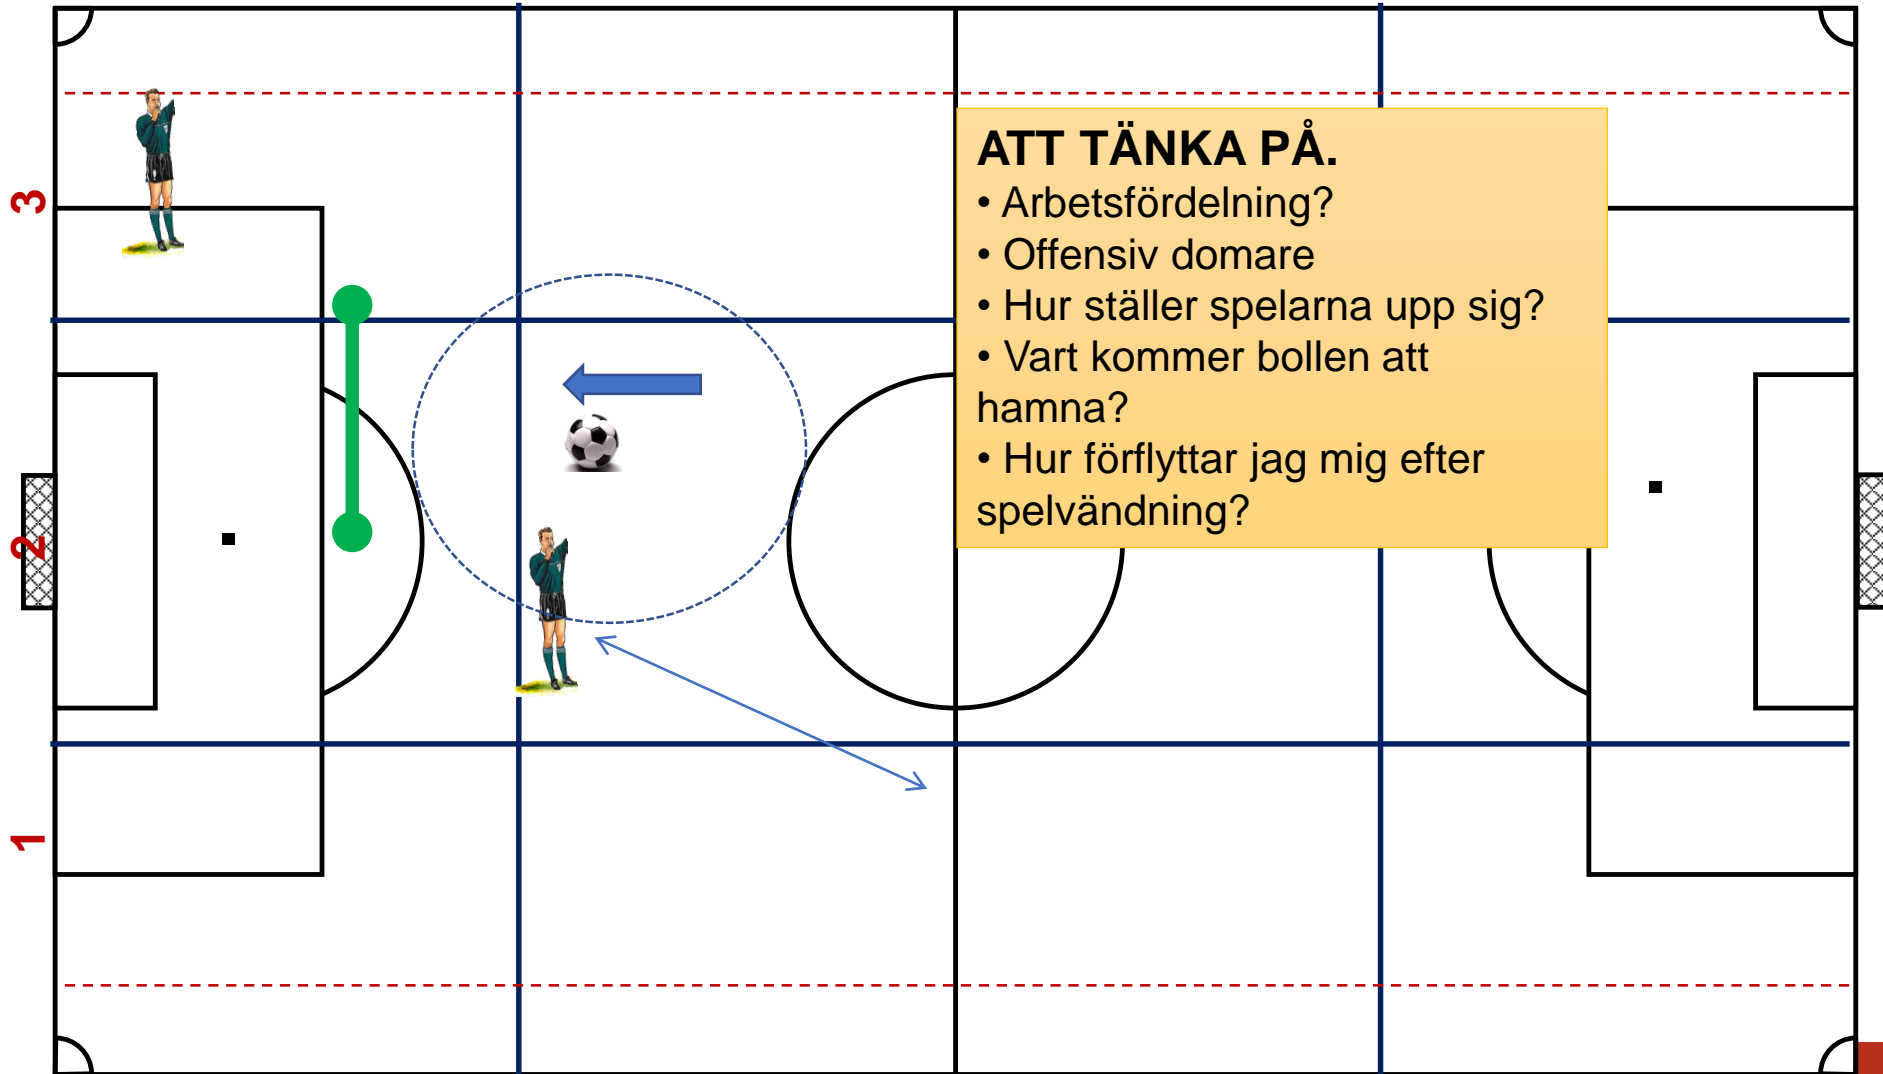 ATT TÄNKA PÅ.
• Arbetsfördelning?
• Offensiv domare
• Hur ställer spelarna upp sig?
• Vart kommer bollen att
hamna?
• Hur förflyttar jag mig efter
spelvändning?
3
2
1